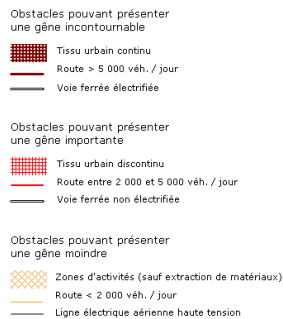 Obstacles pouvant présenter
une gêne incontournable
Tissu urbain continu
Route > 5 000 véh. / jour
Voie ferrée électrifiée
Obstacles pouvant présenter
une gêne importante
Tissu urbain discontinu
Route entre 2 000 et 5 000 véh. / jour
Voie ferrée non électrifiée
Obstacles pouvant présenter
une gêne moindre
Zones d'activités (sauf extraction de matériaux)
Route < 2 000 véh. / jour
Ligne électrique aérienne haute tension